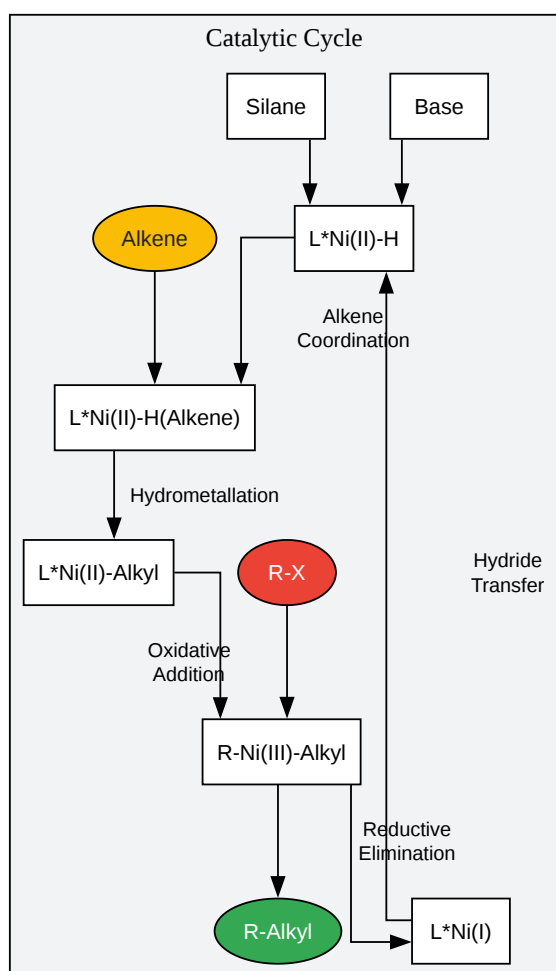 Catalytic Cycle
Silane
Base
Alkene
L*Ni(II)-H
Alkene
Coordination
L*Ni(II)-H(Alkene)
Hydrometallation
L*Ni(II)-Alkyl
R-X
Hydride
Transfer
Oxidative
Addition
R-Ni(III)-Alkyl
Reductive
Elimination
R-Alkyl
L*Ni(I)